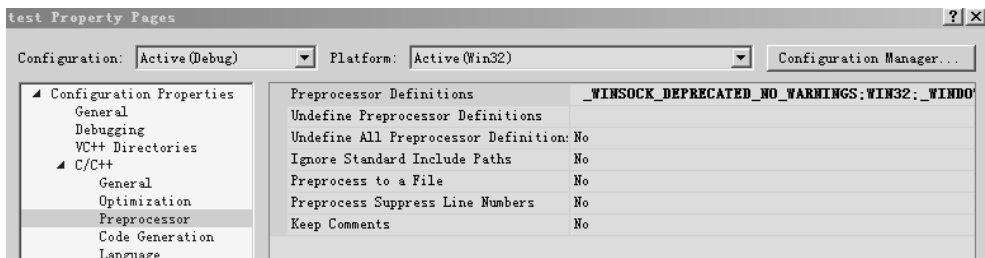 test Property Pages
Configuration: Active(Debug) Platform: Active(Win32) Configuration Manager...
Configuration Properties
General
Debugging
VC++ Directories
C/C++
General
Optimization
Preprocessor
Code Generation
Language
Preprocessor Definitions _WINSOCK_DEPRECATED_NO_WARNINGS;WIN32;_WINDO
Undefine Preprocessor Definitions
Undefine All Preprocessor Definition: No
Ignore Standard Include Paths No
Preprocess to a File No
Preprocess Suppress Line Numbers No
Keep Comments No